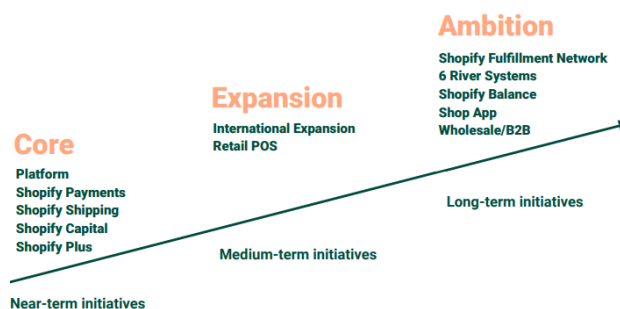 Ambition
Shopify Fulfillment Network
6 River Systems
Shopify Balance
Shop App
Wholesale/B2B
Expansion
International Expansion
Retail POS
Core
Platform
Shopify Payments
Shopify Shipping
Shopify Capital
Shopify Plus
Long-term initiatives
Medium-term initiatives
Near-term initiatives